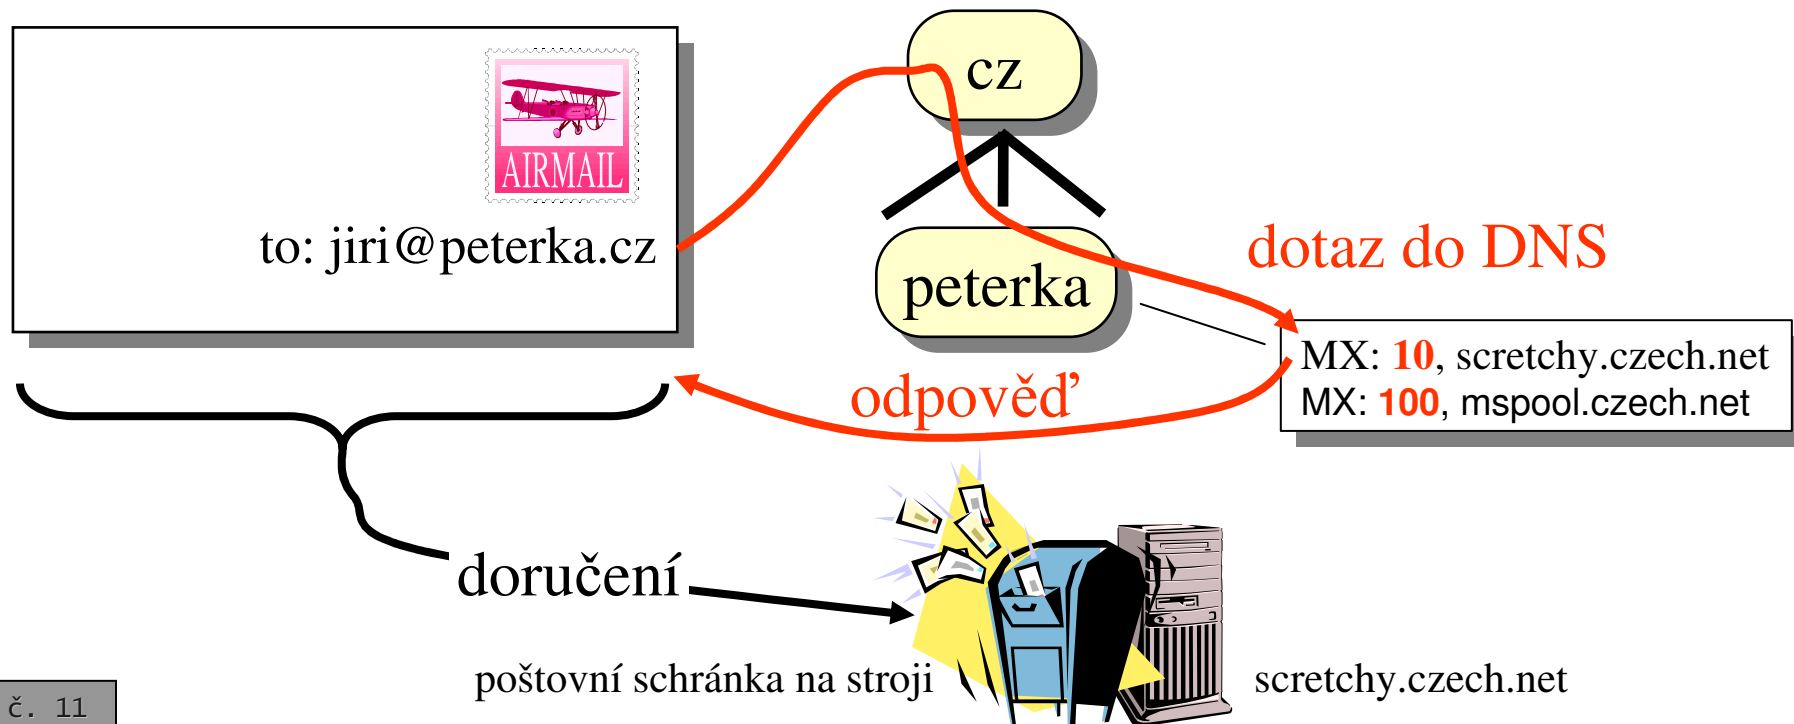 cz
AIRMAIL
to: jiri@peterka.cz
dotaz do DNS
peterka
MX: 10, scretchy.czech.net
MX: 100, mspool.czech.net
odpověď
doručení
poštovní schránka na stroji
scretchy.czech.net
č. 11